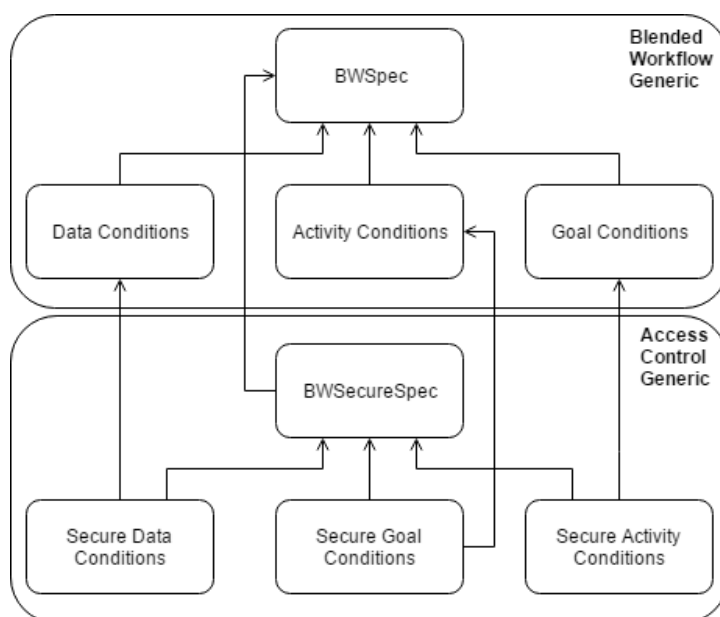 Blended
Workflow
Generic
BWSpec
Data Conditions
Activity Conditions
Goal Conditions
Access
Control
Generic
BWSecureSpec
Secure Data
Conditions
Secure Goal
Conditions
Secure Activity
Conditions